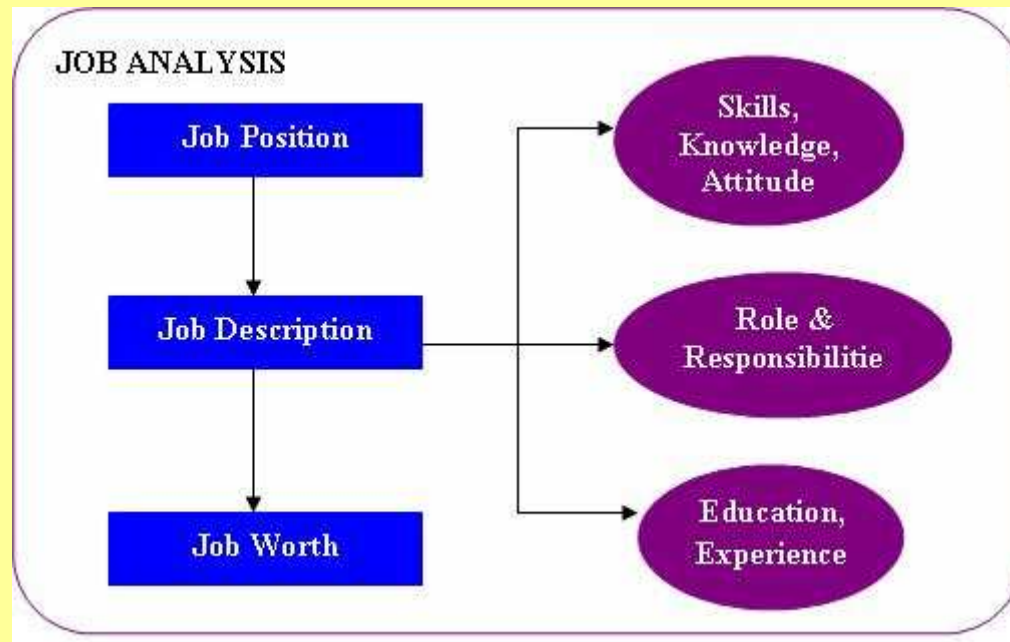 JOB ANALYSIS
Job Position
Skills,
Knowledge,
Attitude
Job Description
Role &
Responsibilitie
Job Worth
Education,
Experience